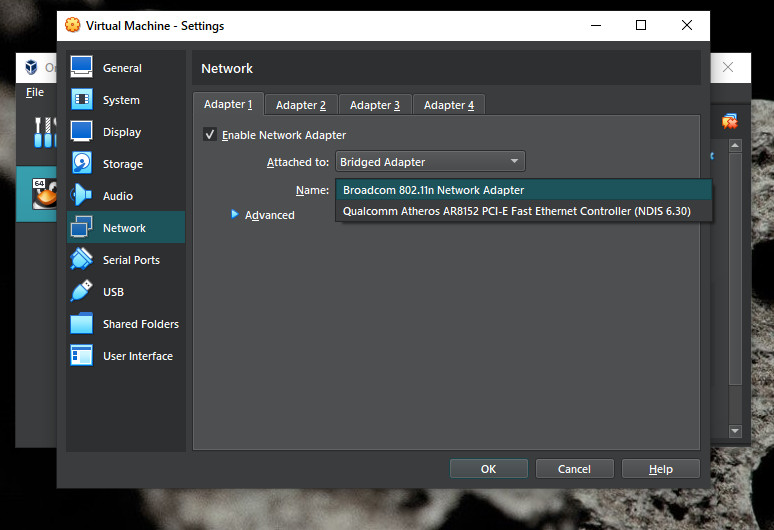 Virtual Machine - Settings
File
64
General
System
Display
Storage
Audio
Network
Serial Ports
USB
Shared Folders
User Interface
Network
Adapter 1 Adapter 2 Adapter 3 Adapter 4
Enable Network Adapter
Attached to: Bridged Adapter
Name: Broadcom 802.11n Network Adapter
Qualcomm Atheros AR8152 PCI-E Fast Ethernet Controller (NDIS 6.30)
Advanced
OK Cancel Help